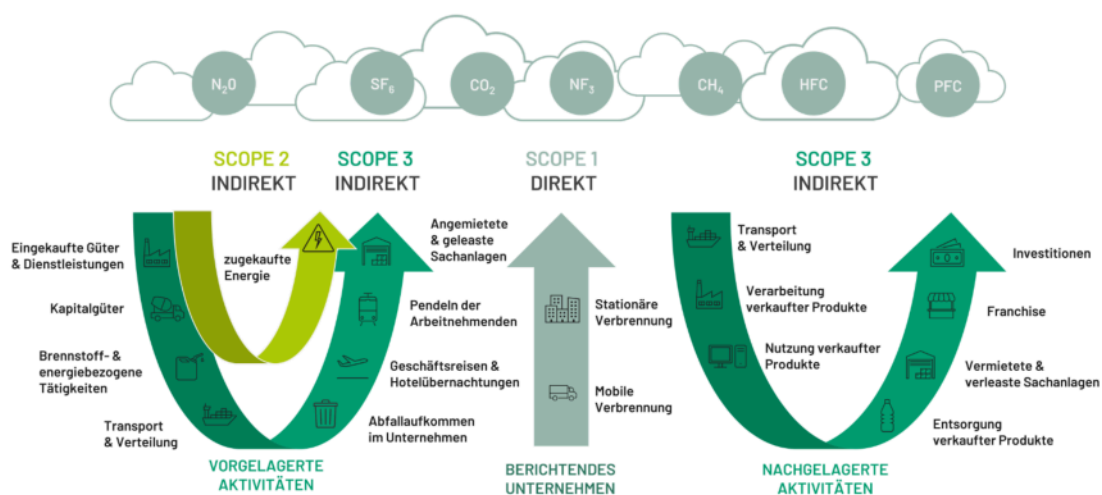 N₂O
SF₆
CO₂
NF₃
CH₄
HFC
PFC
SCOPE 2
INDIREKT
SCOPE 3
INDIREKT
SCOPE 1
DIREKT
SCOPE 3
INDIREKT
Eingekaufte Güter
& Dienstleistungen
Kapitalgüter
Brennstoff- &
energiebezogene
Tätigkeiten
Transport
& Verteilung
zugekaufte
Energie
Angemietete
& geleaste
Sachanlagen
Pendeln der
Arbeitnehmenden
Geschäftsreisen &
Hotelübernachtungen
Abfallaufkommen
im Unternehmen
VORGELAGERTE
AKTIVITÄTEN
Stationäre
Verbrennung
Mobile
Verbrennung
BERICHTENDES
UNTERNEHMEN
Transport
& Verteilung
Verarbeitung
verkaufter Produkte
Nutzung verkaufter
Produkte
Investitionen
Franchise
Vermietete &
verleaste Sachanlagen
Entsorgung
verkaufter Produkte
NACHGELAGERTE
AKTIVITÄTEN